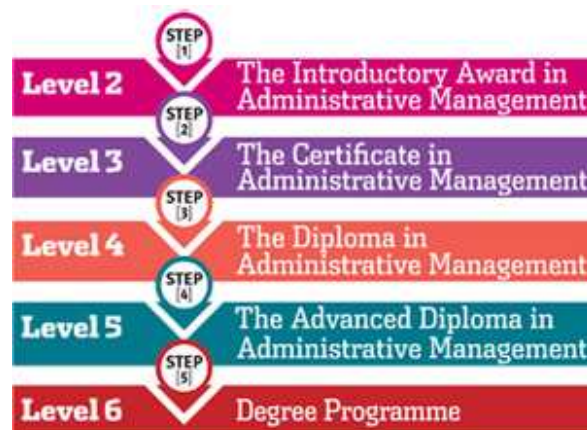 STEP
[1]
Level 2
The Introductory Award in
Administrative Management
STEP
[2]
Level 3
The Certificate in
Administrative Management
STEP
[3]
Level 4
The Diploma in
Administrative Management
STEP
[4]
Level 5
The Advanced Diploma in
Administrative Management
STEP
[5]
Level 6
Degree Programme